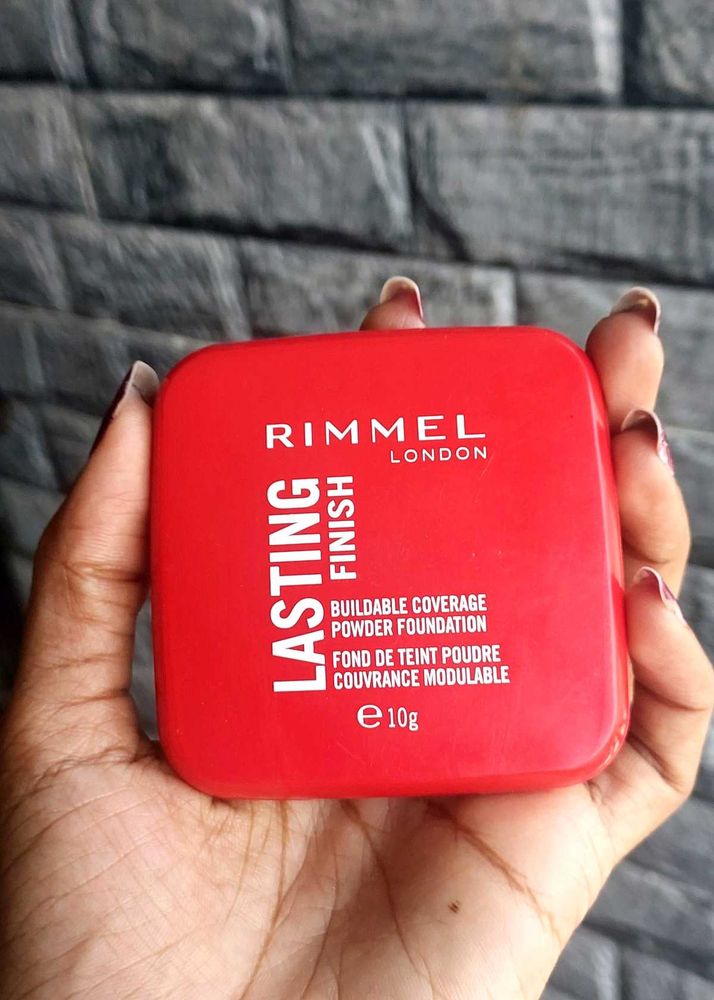 RIMMEL
LONDON
LASTING
FINISH
BUILDABLE COVERAGE
POWDER FOUNDATION
FOND DE TEINT POUDRE
COUVRANCE MODULABLE
℮ 10g